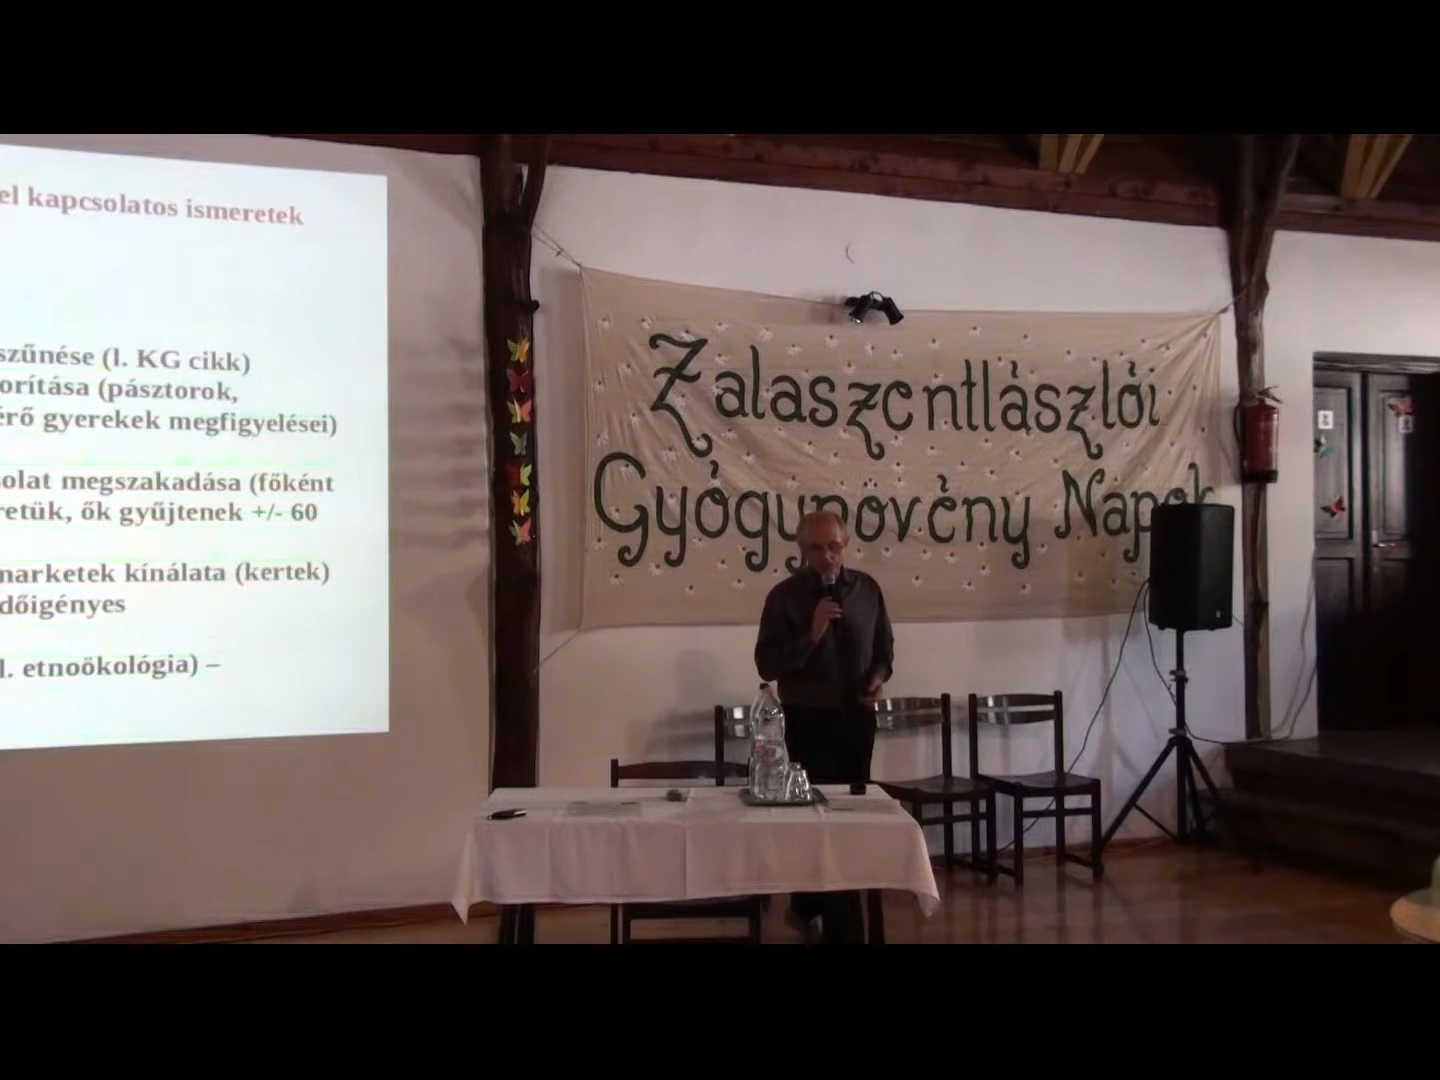 el kapcsolatos ismeretek
szűnése (l. KG cikk)
orítása (pásztorok,
érő gyerekek megfigyelései)
olat megszakadása (főként
retük, ők gyűjtenek +/- 60
marketek kínálata (kertek)
dőigényes
l. etnoökológia) –
Zalaszentlászlói
Gyógynövény Napok